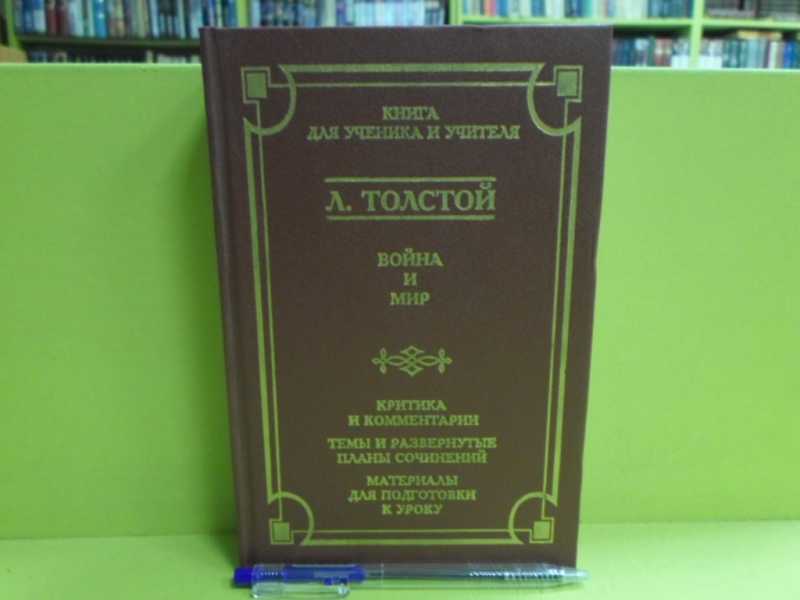 КНИГА
ДЛЯ УЧЕНИКА И УЧИТЕЛЯ
Л. ТОЛСТОЙ
ВОЙНА
И
МИР
КРИТИКА
И КОММЕНТАРИИ
ТЕМЫ И РАЗВЕРНУТЫЕ
ПЛАНЫ СОЧИНЕНИЙ
МАТЕРИАЛЫ
ДЛЯ ПОДГОТОВКИ
К УРОКУ